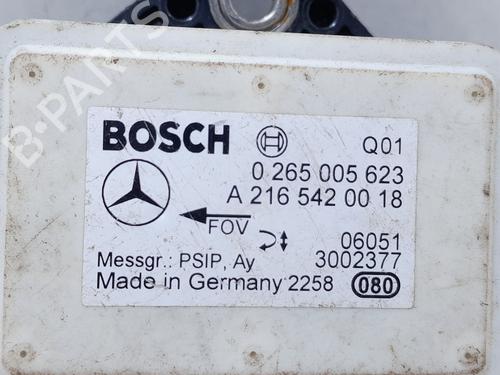 B-PARTS
BOSCH Q01
0 265 005 623
A 216 542 00 18
FOV
06051
Messgr.: PSIP, Ay 3002377
Made in Germany 2258 080